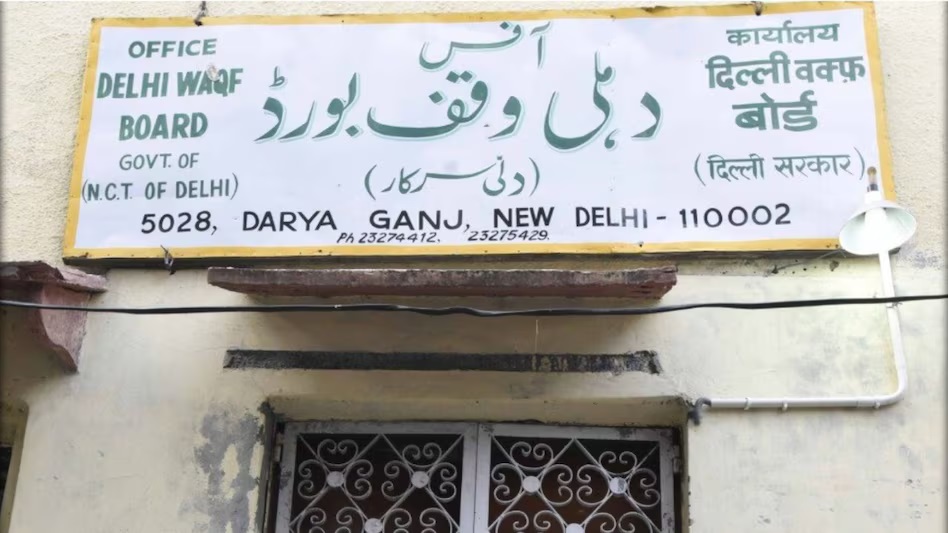 OFFICE
DELHI WAQF
BOARD
GOVT. OF
(N.C.T. OF DELHI)
آفس
دہلی وقف بورڈ
(دلی سرکار)
कार्यालय
दिल्ली वक्फ़
बोर्ड
(दिल्ली सरकार)
5028, DARYA GANJ, NEW DELHI - 110002
Ph 23274412. 23275429.